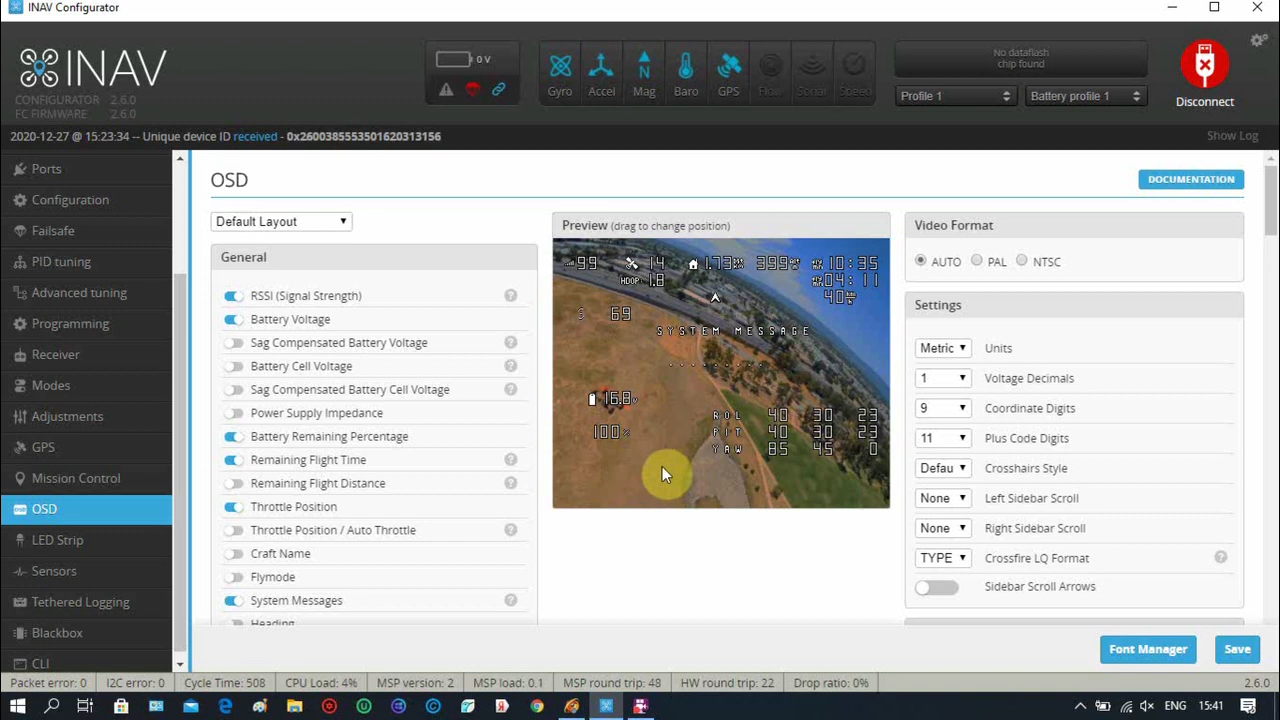 INAV Configurator
INAV
CONFIGURATOR 2.6.0
FC FIRMWARE 2.6.0
0 V
Gyro
Accel
Mag
Baro
GPS
Flow
Sonar
Speed
No dataflash
chip found
Profile 1
Battery profile 1
Disconnect
2020-12-27 @ 15:23:34 -- Unique device ID received - 0x2600385553501620313156
Show Log
Ports
Configuration
Failsafe
PID tuning
Advanced tuning
Programming
Receiver
Modes
Adjustments
GPS
Mission Control
OSD
LED Strip
Sensors
Tethered Logging
Blackbox
CLI
OSD
DOCUMENTATION
Default Layout
General
RSSI (Signal Strength)
Battery Voltage
Sag Compensated Battery Voltage
Battery Cell Voltage
Sag Compensated Battery Cell Voltage
Power Supply Impedance
Battery Remaining Percentage
Remaining Flight Time
Remaining Flight Distance
Throttle Position
Throttle Position / Auto Throttle
Craft Name
Flymode
System Messages
Heading
Preview (drag to change position)
99 14 1.73 399 10:35
HDOP 1.8 04:11
40
69
SYSTEM MESSAGE
16.8V
ROL 40 30 23
100% PIT 40 30 23
YAW 85 45 0
Video Format
AUTO
PAL
NTSC
Settings
Metric Units
1 Voltage Decimals
9 Coordinate Digits
11 Plus Code Digits
Defau Crosshairs Style
None Left Sidebar Scroll
None Right Sidebar Scroll
TYPE Crossfire LQ Format
Sidebar Scroll Arrows
Font Manager
Save
Packet error: 0
I2C error: 0
Cycle Time: 508
CPU Load: 4%
MSP version: 2
MSP load: 0.1
MSP round trip: 48
HW round trip: 22
Drop ratio: 0%
2.6.0
ENG
15:41